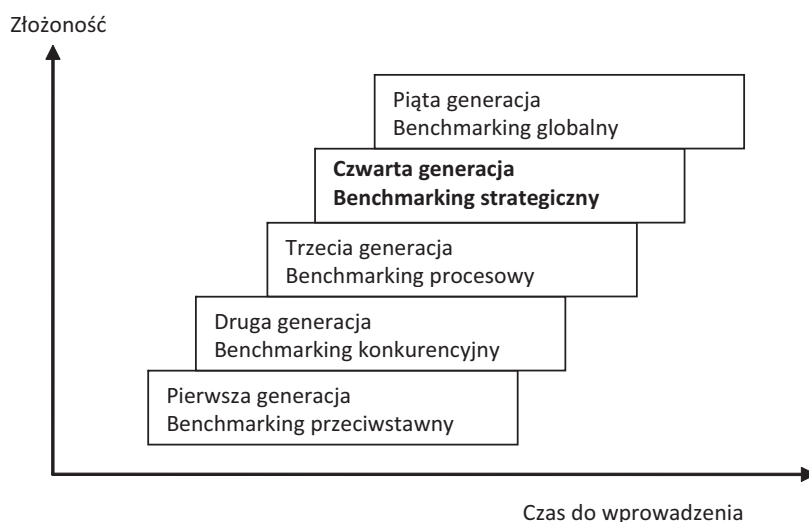 Złożoność
Piąta generacja
Benchmarking globalny
Czwarta generacja
Benchmarking strategiczny
Trzecia generacja
Benchmarking procesowy
Druga generacja
Benchmarking konkurencyjny
Pierwsza generacja
Benchmarking przeciwstawny
Czas do wprowadzenia